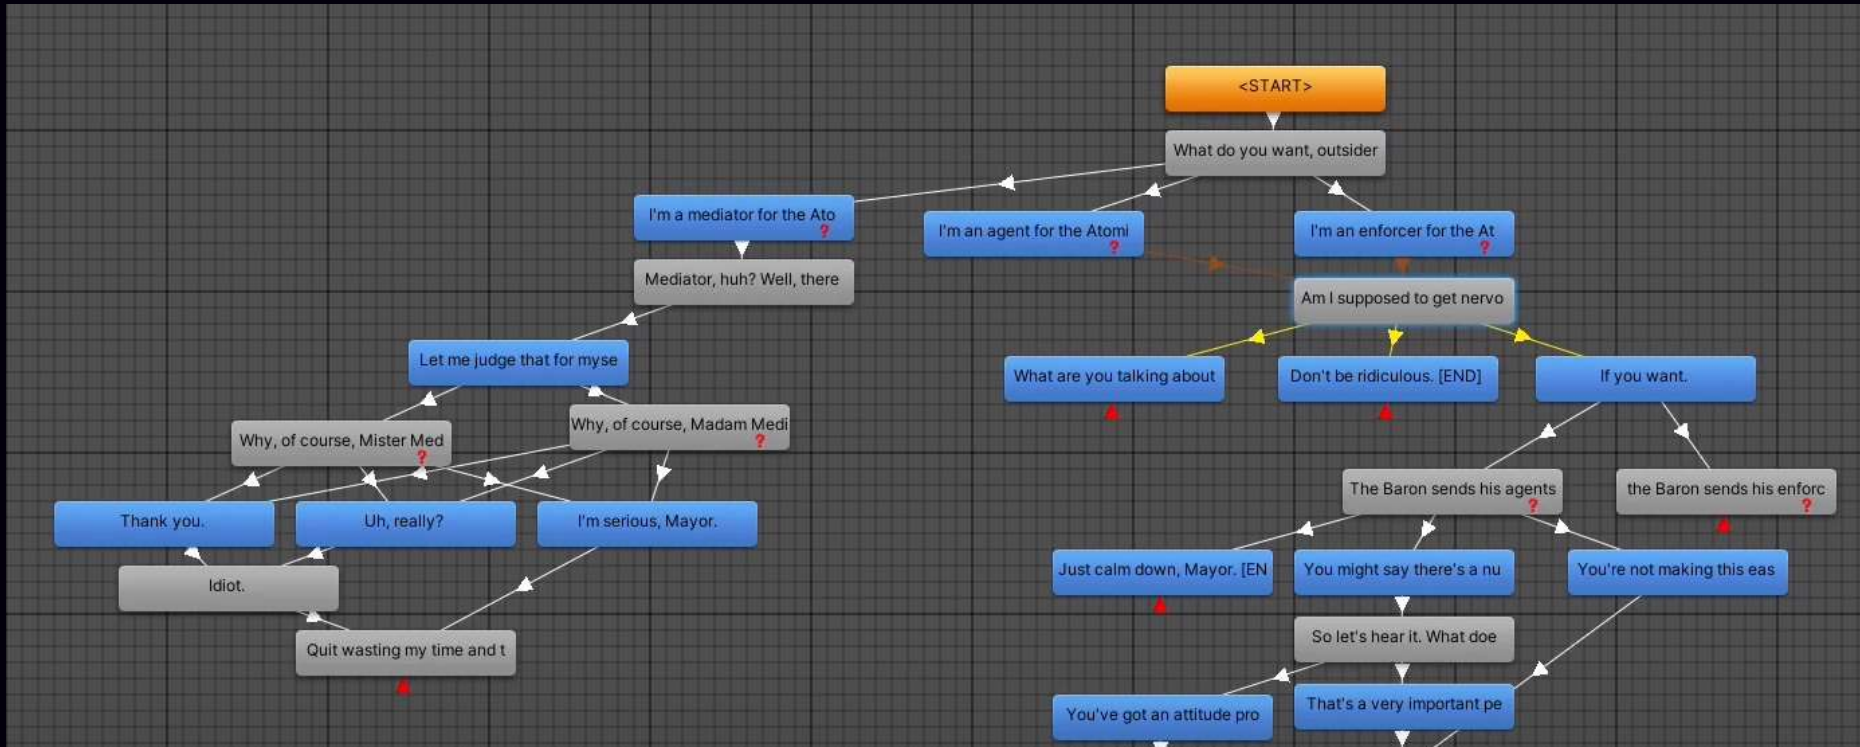 <START>
What do you want, outsider
I'm a mediator for the Ato
?
I'm an agent for the Atomi
?
I'm an enforcer for the At
?
Mediator, huh? Well, there
Am I supposed to get nervo
Let me judge that for myse
What are you talking about
Don't be ridiculous. [END]
If you want.
Why, of course, Mister Med
?
Why, of course, Madam Medi
?
The Baron sends his agents
?
the Baron sends his enforc
?
Thank you.
Uh, really?
I'm serious, Mayor.
Just calm down, Mayor. [EN
You might say there's a nu
You're not making this eas
Idiot.
So let's hear it. What doe
Quit wasting my time and t
You've got an attitude pro
That's a very important pe